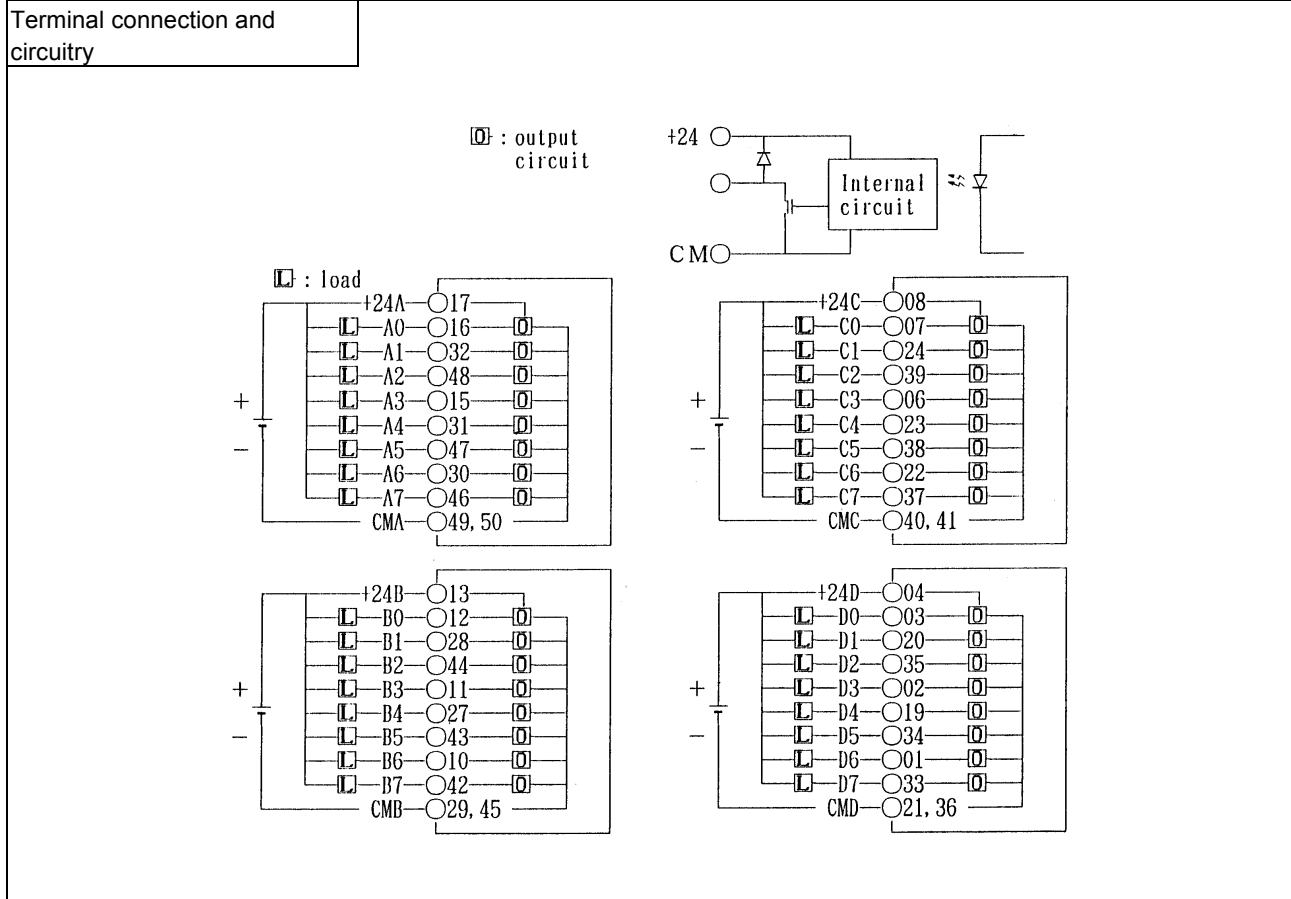 Terminal connection and
circuitry
O : output
circuit
+24
Internal
circuit
CM
L : load
+24A 17
L A0 16 O
L A1 32 O
L A2 48 O
L A3 15 O
L A4 31 O
L A5 47 O
L A6 30 O
L A7 46 O
CMA 49, 50
+
−
+24C 08
L C0 07 O
L C1 24 O
L C2 39 O
L C3 06 O
L C4 23 O
L C5 38 O
L C6 22 O
L C7 37 O
CMC 40, 41
+
−
+24B 13
L B0 12 O
L B1 28 O
L B2 44 O
L B3 11 O
L B4 27 O
L B5 43 O
L B6 10 O
L B7 42 O
CMB 29, 45
+
−
+24D 04
L D0 03 O
L D1 20 O
L D2 35 O
L D3 02 O
L D4 19 O
L D5 34 O
L D6 01 O
L D7 33 O
CMD 21, 36
+
−